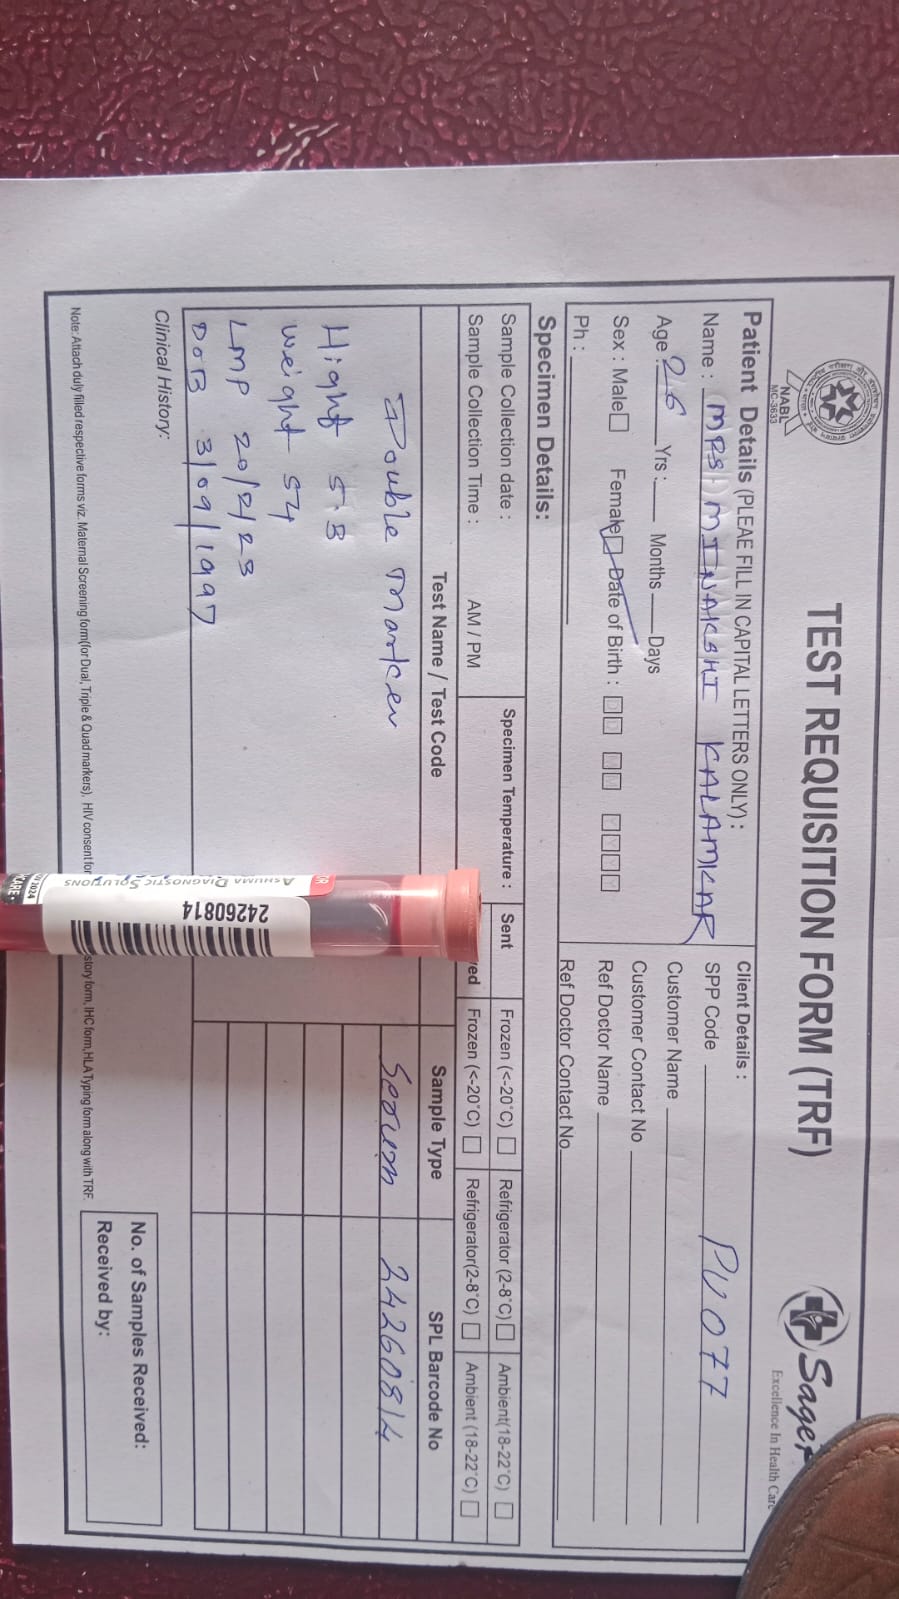 TEST REQUISITION FORM (TRF)
NABL
MC-3633
Sage
Excellence In Health Care
Patient Details (PLEAE FILL IN CAPITAL LETTERS ONLY) :
Name : MRS. MINAKSHI KALAMKAR
Age : 26 Yrs : Months Days
Sex : Male Female Date of Birth :
Ph :
Client Details :
SPP Code PU077
Customer Name
Customer Contact No
Ref Doctor Name
Ref Doctor Contact No.
Specimen Details:
Sample Collection date :
Sample Collection Time : AM / PM
Specimen Temperature : Sent Frozen (<-20°C) Refrigerator (2-8°C) Ambient(18-22°C)
ved Frozen (<-20°C) Refrigerator(2-8°C) Ambient (18-22°C)
Test Name / Test Code Sample Type SPL Barcode No
Double Marker Serum 24260814
Hight 5.3
Weight 54
LMP 20/2/23
DOB 3/09/1997
Clinical History:
No. of Samples Received:
Received by:
Note: Attach duly filled respective forms viz. Maternal Screening form(for Dual, Triple & Quad markers), HIV consent for story form, IHC form, HLA Typing form along with TRF.
24260814
ASHUMA DIAGNOSTIC SOLUTIONS
2024
CARE